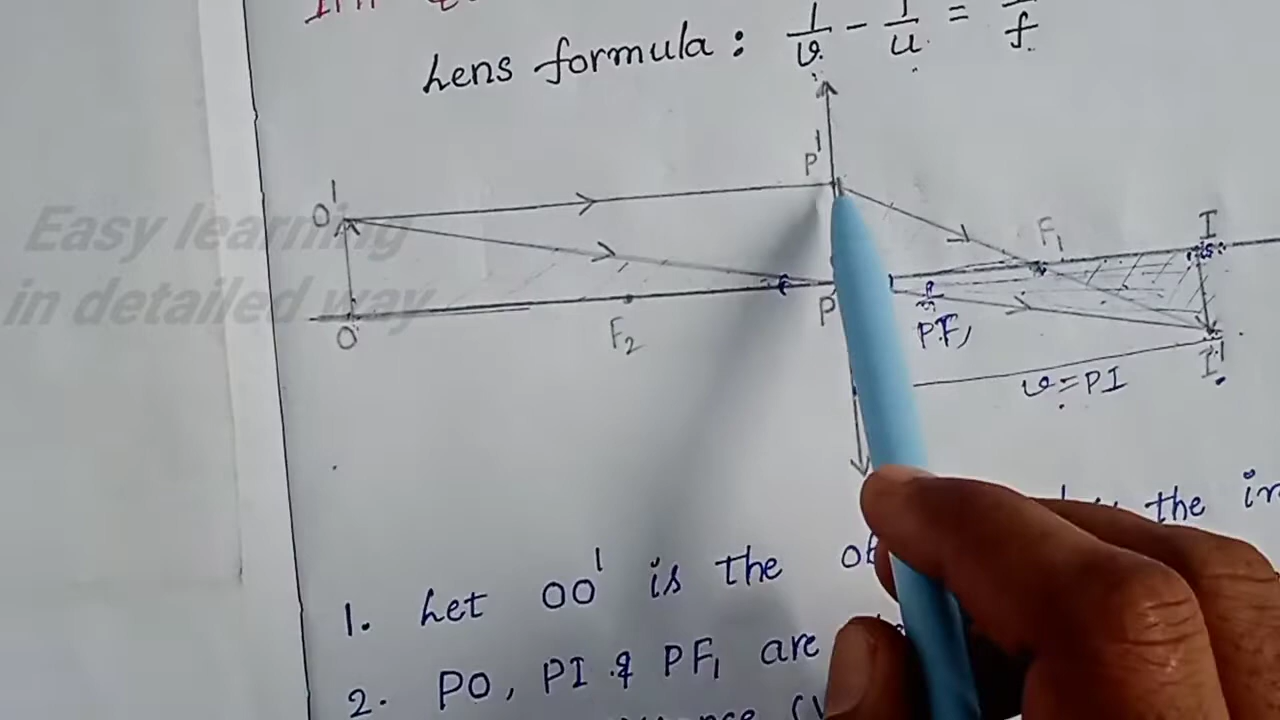 Lens formula : 1/v - 1/u = 1/f
P'
O'
I
F₁
Easy learning
in detailed way
O
F₂
P
PF₁
v = PI
I'
1. Let OO' is the
the
2. PO, PI & PF₁ are